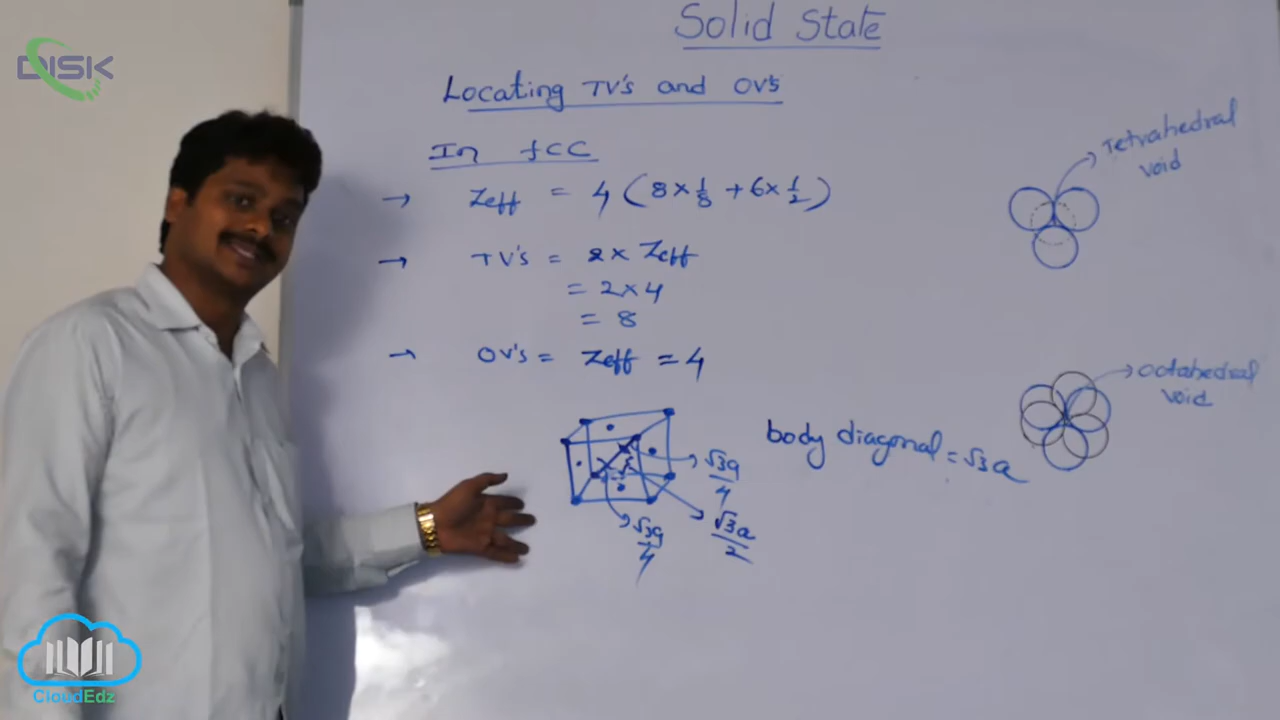 DISK
Solid State
Locating TV's and OV's
In fCC
→ Zeff = 4 (8×1/8 + 6×1/2)
→ TV's = 2× Zeff
= 2×4
= 8
→ OV's = Zeff = 4
Tetrahedral
void
Octahedral
void
body diagonal = √3a
√3a/4
√3a/2
√3a/4
CloudEdz